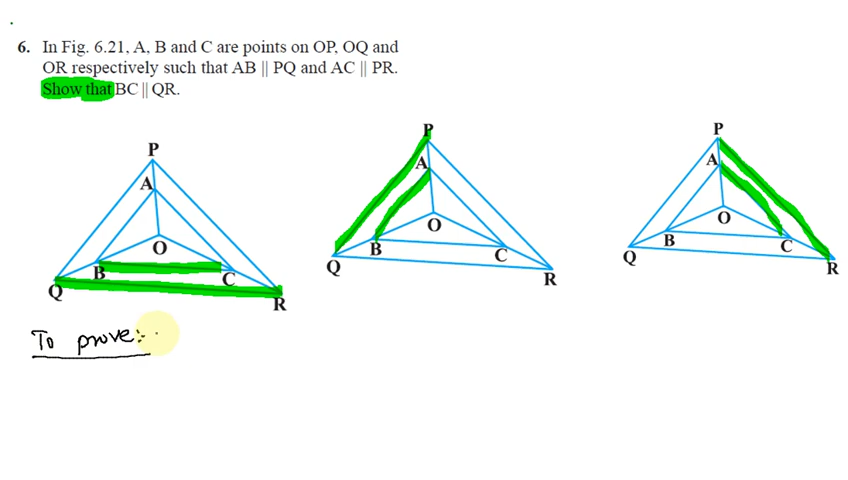 6. In Fig. 6.21, A, B and C are points on OP, OQ and
OR respectively such that AB || PQ and AC || PR.
Show that BC || QR.
P
A
O
B
C
Q
R
P
A
O
B
C
Q
R
P
A
O
B
C
Q
R
To prove:-